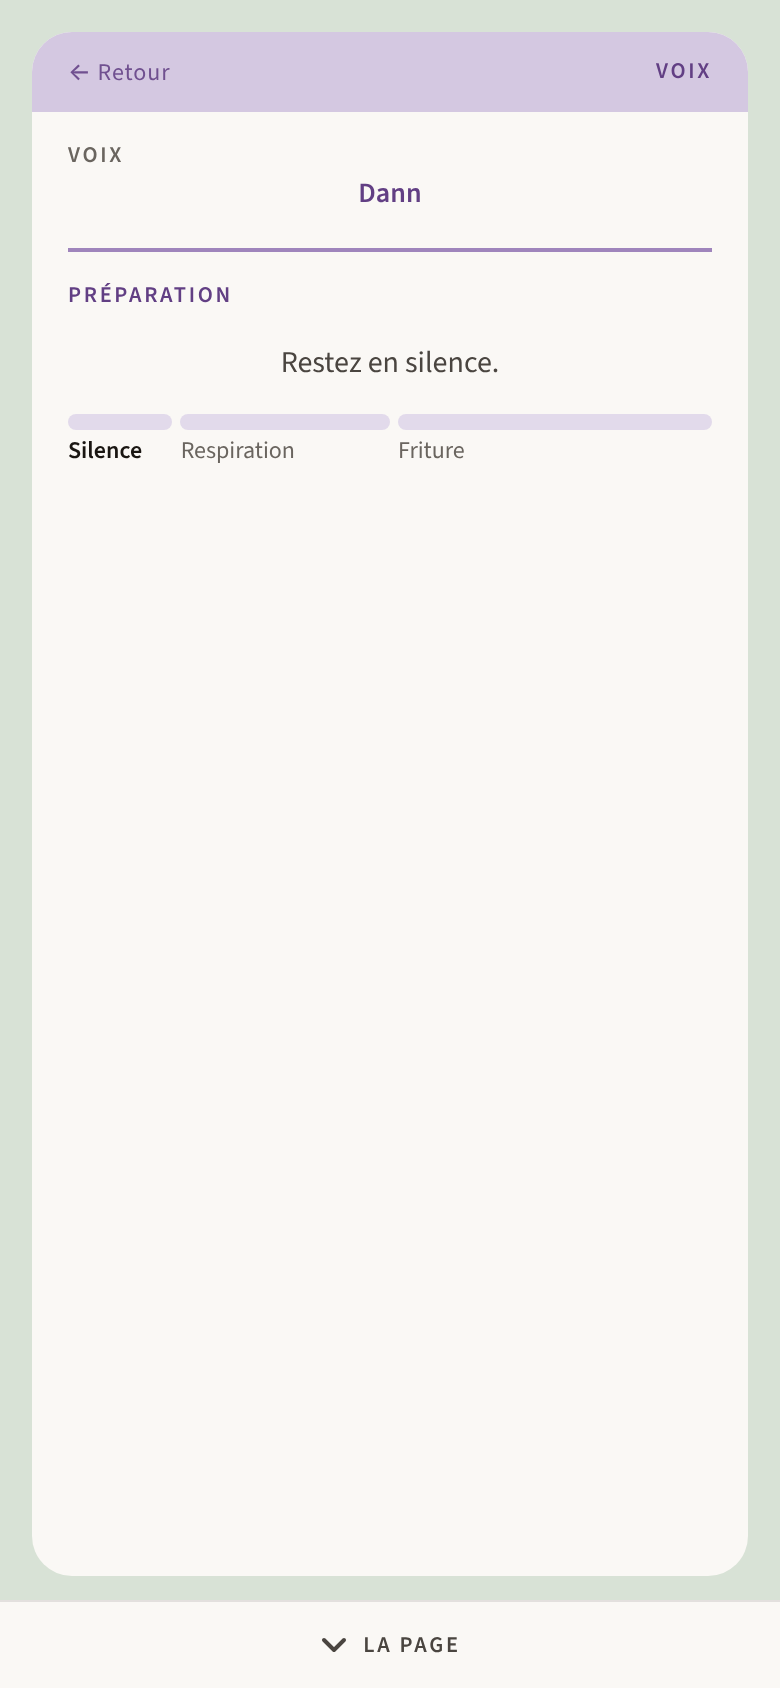 ← Retour
VOIX
VOIX
Dann
PRÉPARATION
Restez en silence.
Silence Respiration Friture
LA PAGE